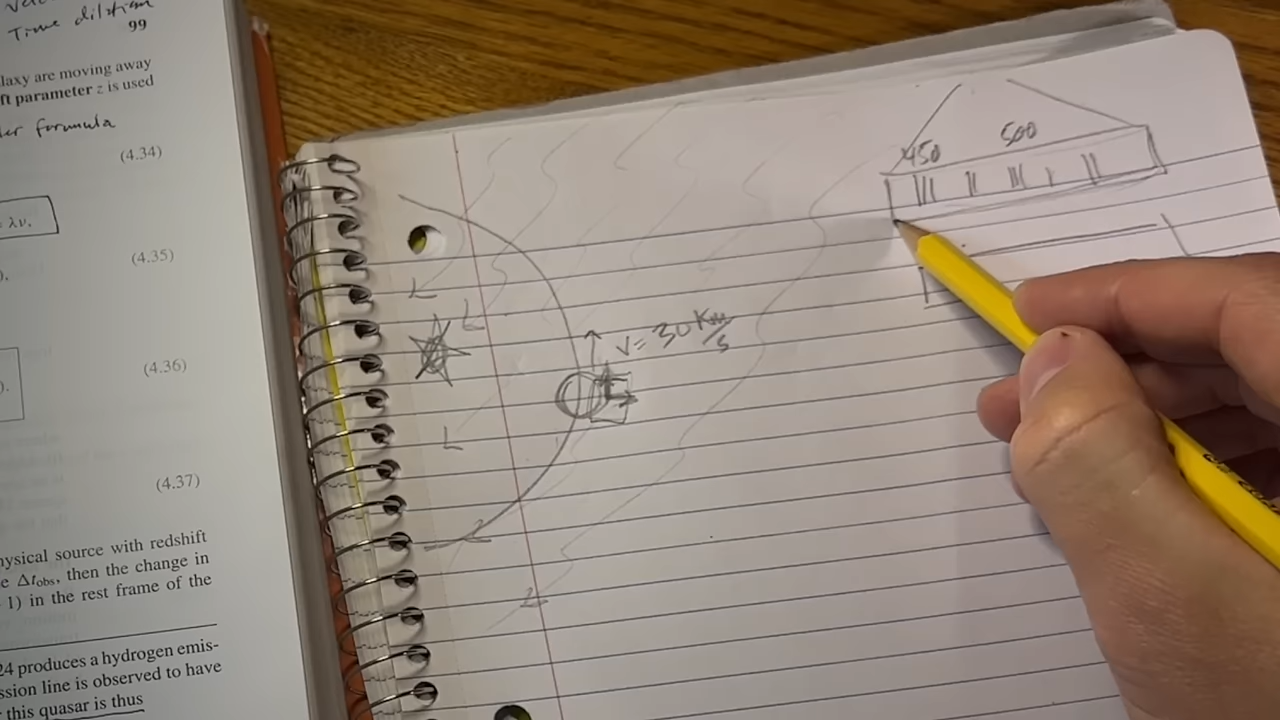 Time dilation
99
laxy are moving away
ft parameter z is used
ler formula
(4.34)
= λν.
).
(4.35)
).
(4.36)
(4.37)
hysical source with redshift
e Δtobs, then the change in
1) in the rest frame of the
24 produces a hydrogen emis-
ssion line is observed to have
this quasar is thus
450
500
V= 30 Km/s